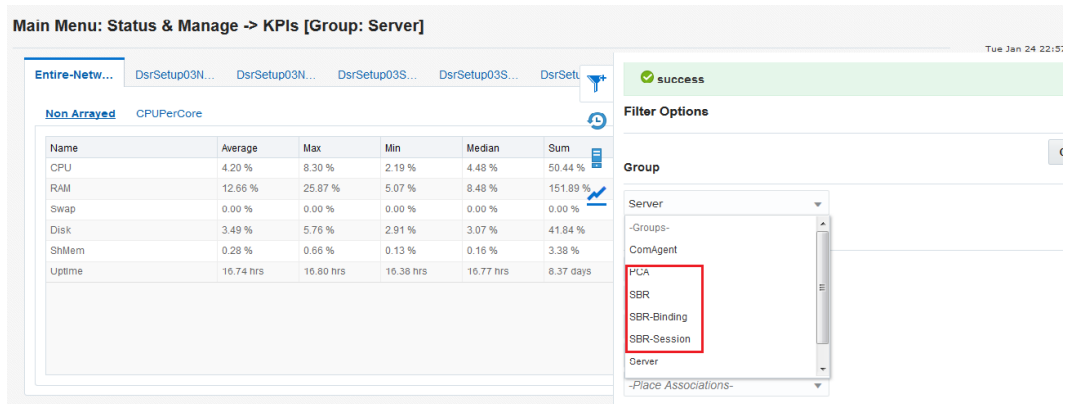 Main Menu: Status & Manage -> KPIs [Group: Server]
Tue Jan 24 22:57
Entire-Netw... DsrSetup03N... DsrSetup03N... DsrSetup03S... DsrSetup03S... DsrSetu
Non Arrayed CPUPerCore
Name Average Max Min Median Sum
CPU 4.20 % 8.30 % 2.19 % 4.48 % 50.44 %
RAM 12.66 % 25.87 % 5.07 % 8.48 % 151.89 %
Swap 0.00 % 0.00 % 0.00 % 0.00 % 0.00 %
Disk 3.49 % 5.76 % 2.91 % 3.07 % 41.84 %
ShMem 0.28 % 0.66 % 0.13 % 0.16 % 3.38 %
Uptime 16.74 hrs 16.80 hrs 16.38 hrs 16.77 hrs 8.37 days
success
Filter Options
Group
Server
-Groups-
ComAgent
PCA
SBR
SBR-Binding
SBR-Session
Server
-Place Associations-